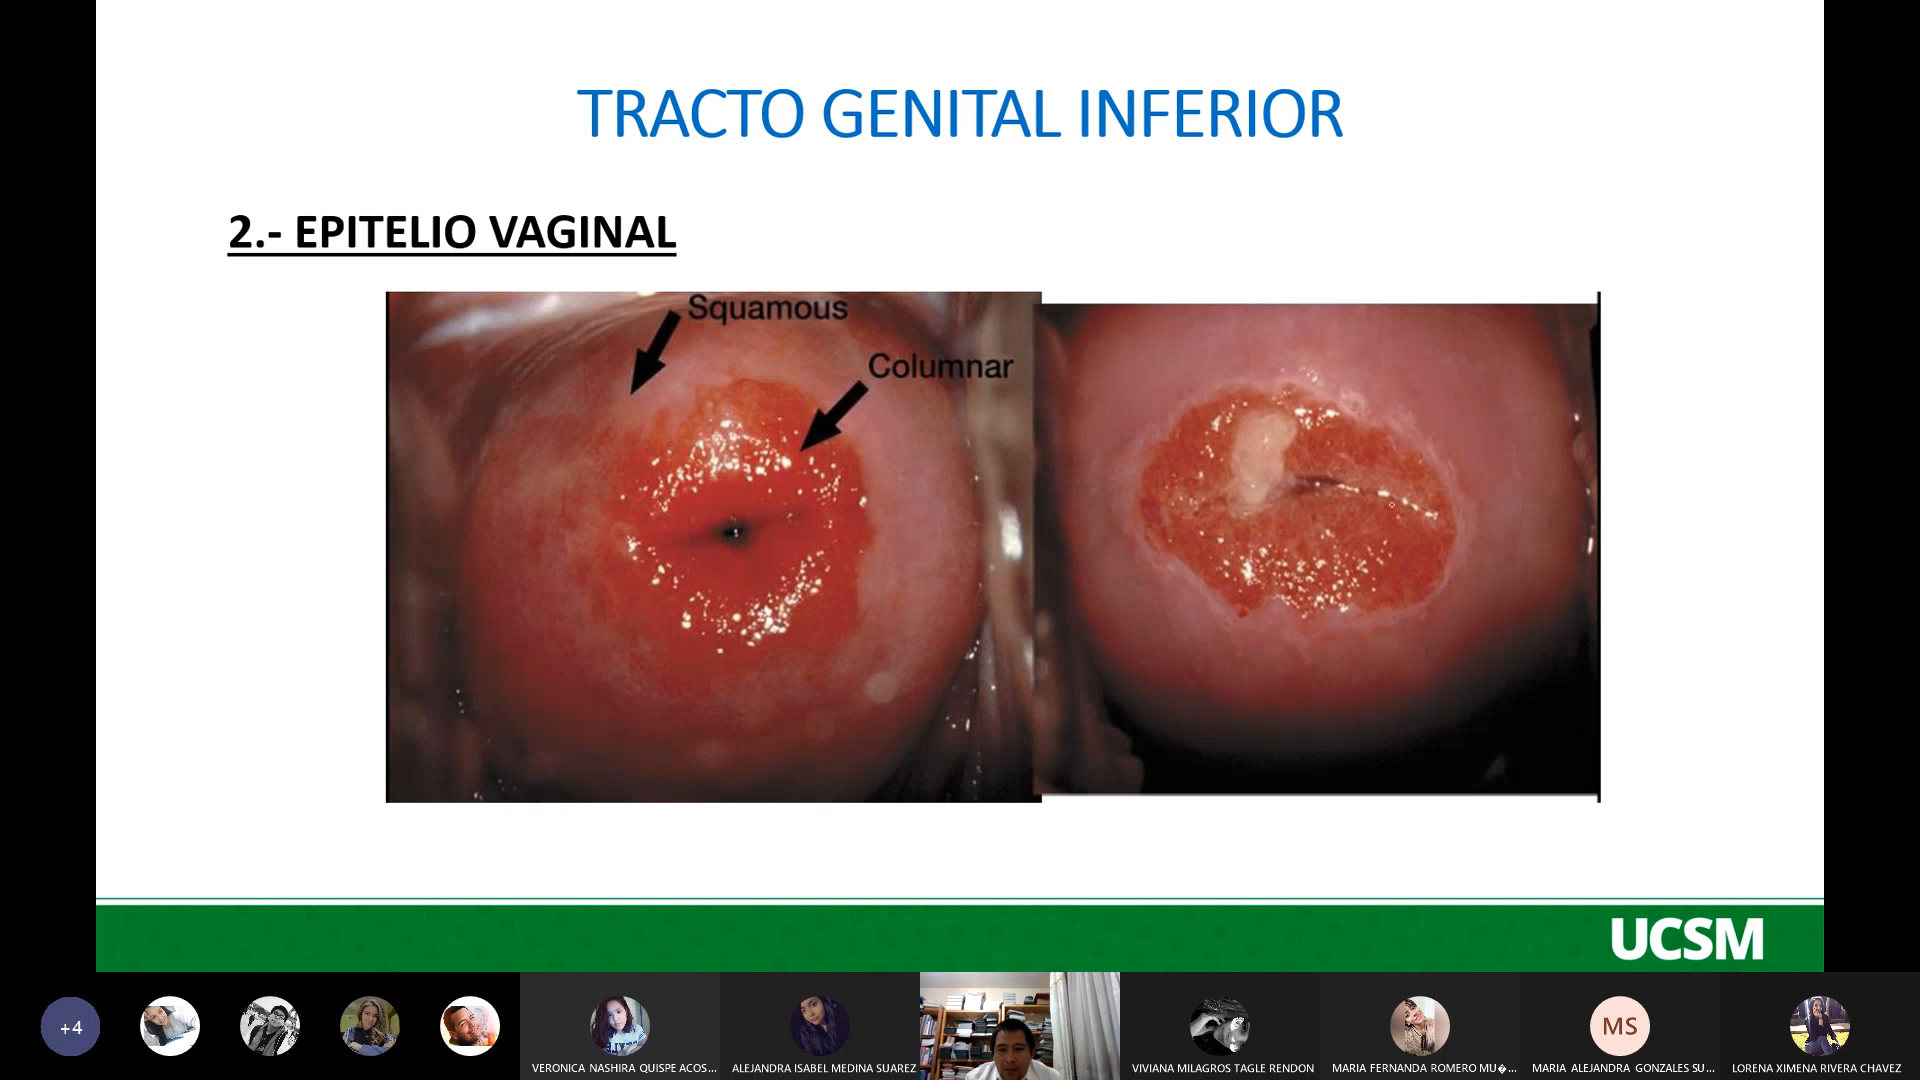 TRACTO GENITAL INFERIOR
2.- EPITELIO VAGINAL
Squamous
Columnar
UCSM
+4
VERONICA NASHIRA QUISPE ACOS...
ALEJANDRA ISABEL MEDINA SUAREZ
VIVIANA MILAGROS TAGLE RENDON
MARIA FERNANDA ROMERO MU�...
MS
MARIA ALEJANDRA GONZALES SU...
LORENA XIMENA RIVERA CHAVEZ